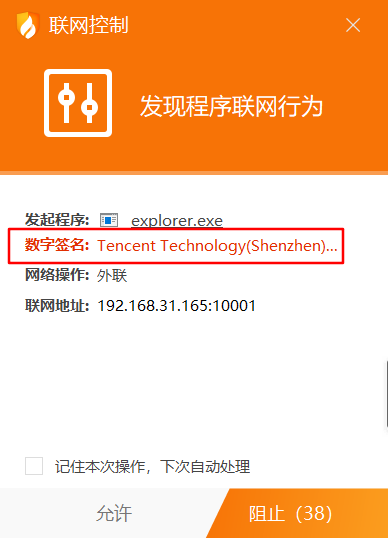 联网控制
发现程序联网行为
发起程序: explorer.exe
数字签名: Tencent Technology(Shenzhen)...
网络操作: 外联
联网地址: 192.168.31.165:10001
记住本次操作，下次自动处理
允许
阻止（38）